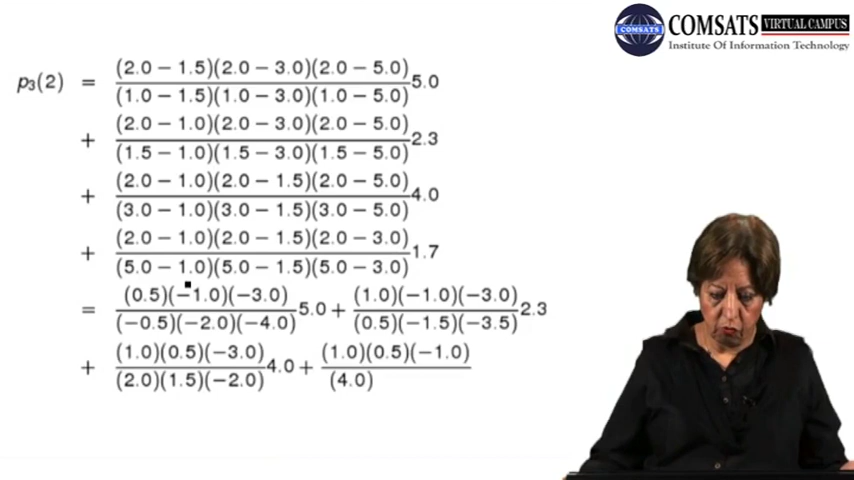 COMSATS VIRTUAL CAMPUS
COMSATS
Institute Of Information Technology
p₃(2) = (2.0 − 1.5)(2.0 − 3.0)(2.0 − 5.0) / (1.0 − 1.5)(1.0 − 3.0)(1.0 − 5.0) 5.0
+ (2.0 − 1.0)(2.0 − 3.0)(2.0 − 5.0) / (1.5 − 1.0)(1.5 − 3.0)(1.5 − 5.0) 2.3
+ (2.0 − 1.0)(2.0 − 1.5)(2.0 − 5.0) / (3.0 − 1.0)(3.0 − 1.5)(3.0 − 5.0) 4.0
+ (2.0 − 1.0)(2.0 − 1.5)(2.0 − 3.0) / (5.0 − 1.0)(5.0 − 1.5)(5.0 − 3.0) 1.7
= (0.5)(−1.0)(−3.0) / (−0.5)(−2.0)(−4.0) 5.0 + (1.0)(−1.0)(−3.0) / (0.5)(−1.5)(−3.5) 2.3
+ (1.0)(0.5)(−3.0) / (2.0)(1.5)(−2.0) 4.0 + (1.0)(0.5)(−1.0) / (4.0)